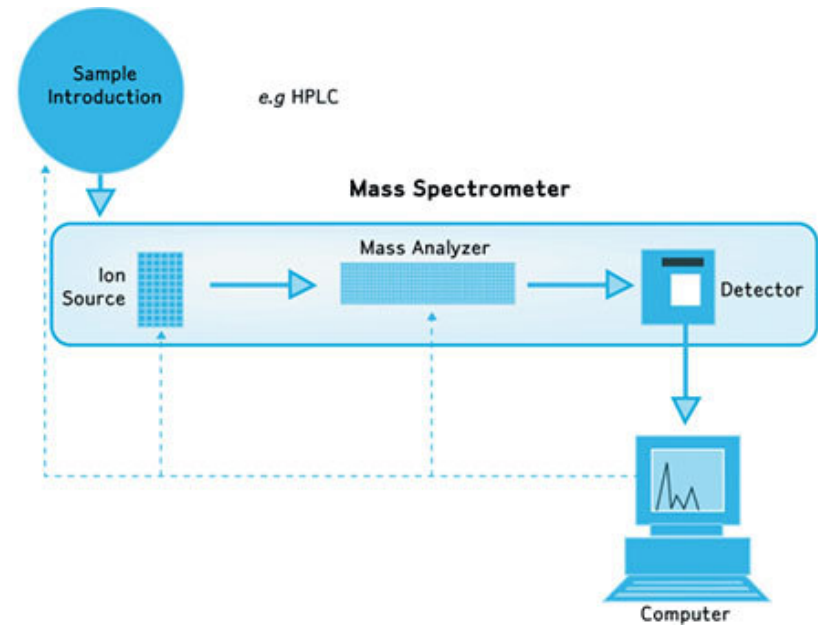 Sample
Introduction
e.g HPLC
Mass Spectrometer
Ion
Source
Mass Analyzer
Detector
Computer